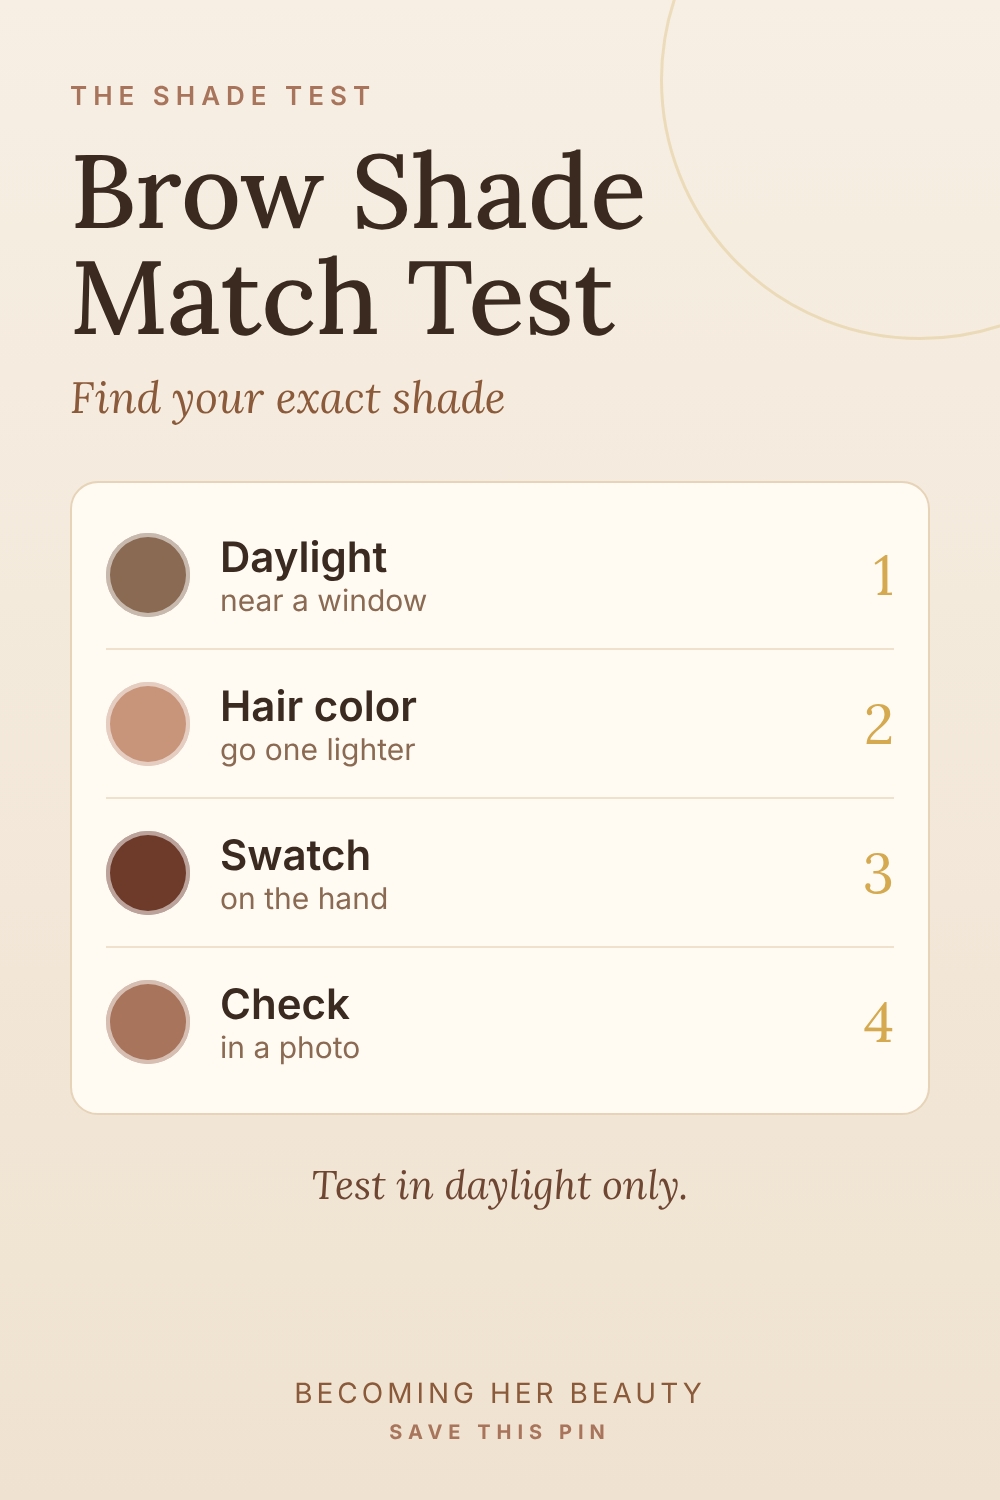 THE SHADE TEST
Brow Shade
Match Test
Find your exact shade
Daylight
near a window
1
Hair color
go one lighter
2
Swatch
on the hand
3
Check
in a photo
4
Test in daylight only.
BECOMING HER BEAUTY
SAVE THIS PIN